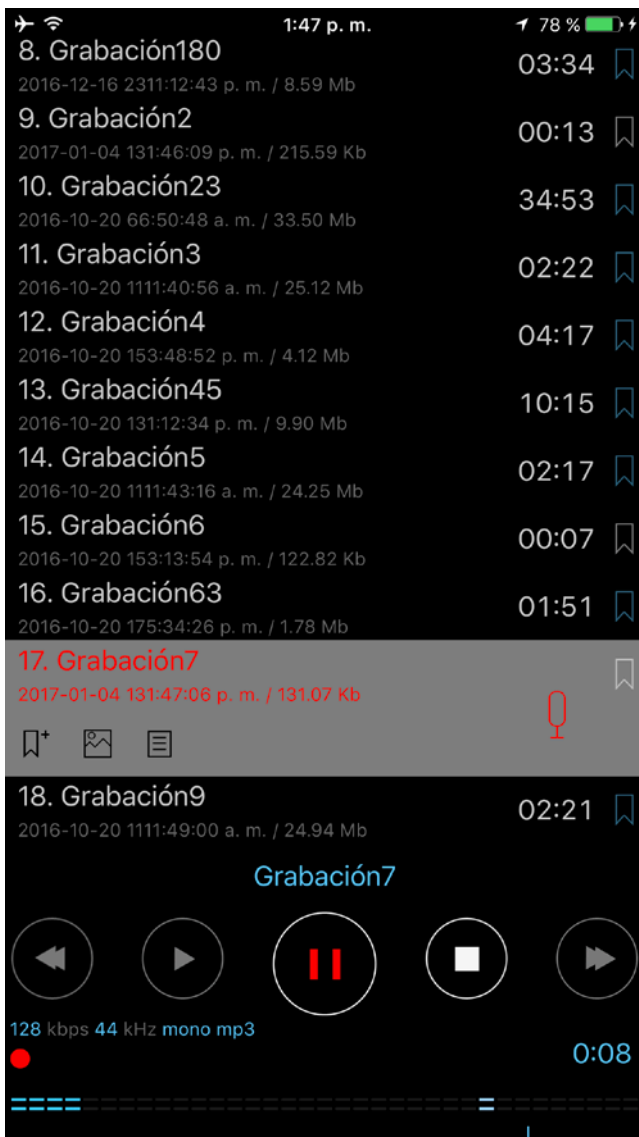 1:47 p. m.
78 %
8. Grabación180
03:34
2016-12-16 2311:12:43 p. m. / 8.59 Mb
9. Grabación2
00:13
2017-01-04 131:46:09 p. m. / 215.59 Kb
10. Grabación23
34:53
2016-10-20 66:50:48 a. m. / 33.50 Mb
11. Grabación3
02:22
2016-10-20 1111:40:56 a. m. / 25.12 Mb
12. Grabación4
04:17
2016-10-20 153:48:52 p. m. / 4.12 Mb
13. Grabación45
10:15
2016-10-20 131:12:34 p. m. / 9.90 Mb
14. Grabación5
02:17
2016-10-20 1111:43:16 a. m. / 24.25 Mb
15. Grabación6
00:07
2016-10-20 153:13:54 p. m. / 122.82 Kb
16. Grabación63
01:51
2016-10-20 175:34:26 p. m. / 1.78 Mb
17. Grabación7
2017-01-04 131:47:06 p. m. / 131.07 Kb
18. Grabación9
02:21
2016-10-20 1111:49:00 a. m. / 24.94 Mb
Grabación7
128 kbps 44 kHz mono mp3
0:08